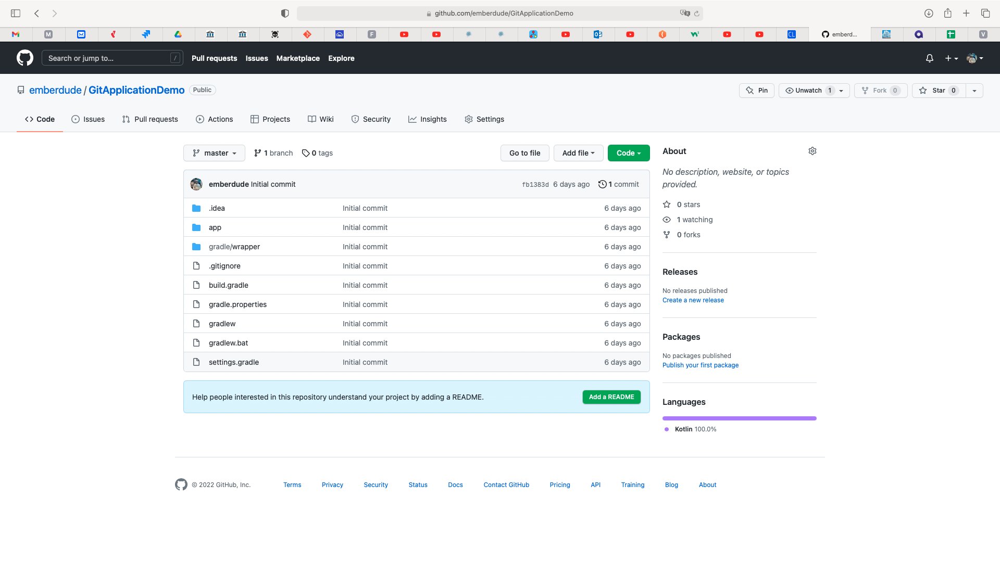 github.com/emberdude/GitApplicationDemo
M
F
CL
emberd...
V
Search or jump to... /
Pull requests Issues Marketplace Explore
emberdude / GitApplicationDemo Public
Pin Unwatch 1 Fork 0 Star 0
Code Issues Pull requests Actions Projects Wiki Security Insights Settings
master 1 branch 0 tags Go to file Add file Code
emberdude Initial commit fb1383d 6 days ago 1 commit
.idea Initial commit 6 days ago
app Initial commit 6 days ago
gradle/wrapper Initial commit 6 days ago
.gitignore Initial commit 6 days ago
build.gradle Initial commit 6 days ago
gradle.properties Initial commit 6 days ago
gradlew Initial commit 6 days ago
gradlew.bat Initial commit 6 days ago
settings.gradle Initial commit 6 days ago
Help people interested in this repository understand your project by adding a README. Add a README
About
No description, website, or topics
provided.
0 stars
1 watching
0 forks
Releases
No releases published
Create a new release
Packages
No packages published
Publish your first package
Languages
Kotlin 100.0%
© 2022 GitHub, Inc. Terms Privacy Security Status Docs Contact GitHub Pricing API Training Blog About